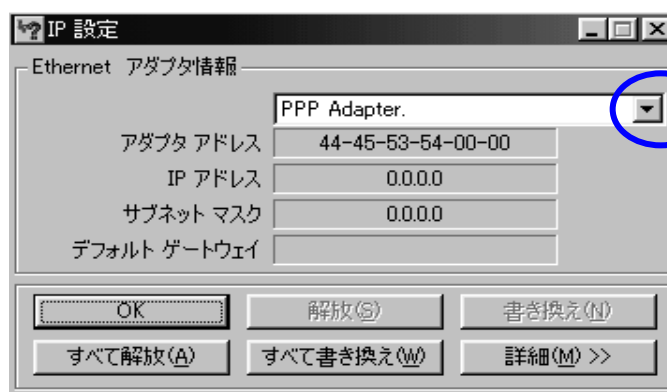 IP 設定
Ethernet アダプタ情報
PPP Adapter.
アダプタ アドレス 44-45-53-54-00-00
IP アドレス 0.0.0.0
サブネット マスク 0.0.0.0
デフォルト ゲートウェイ
OK 解放(S) 書き換え(N)
すべて解放(A) すべて書き換え(W) 詳細(M) >>